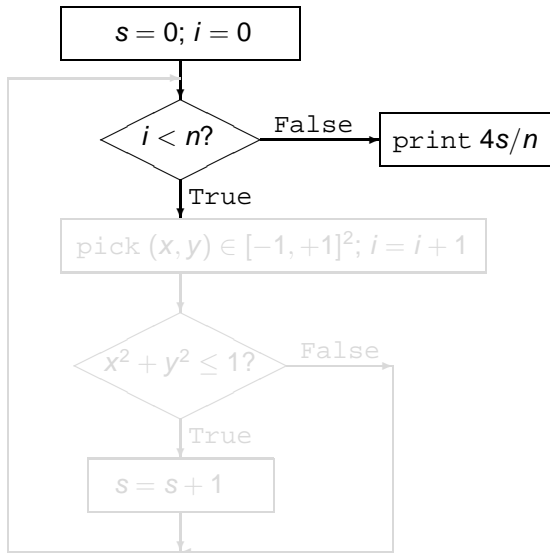 s = 0; i = 0
i < n?
False
print 4s/n
True
pick (x, y) ∈ [−1, +1]²; i = i + 1
x² + y² ≤ 1?
False
True
s = s + 1